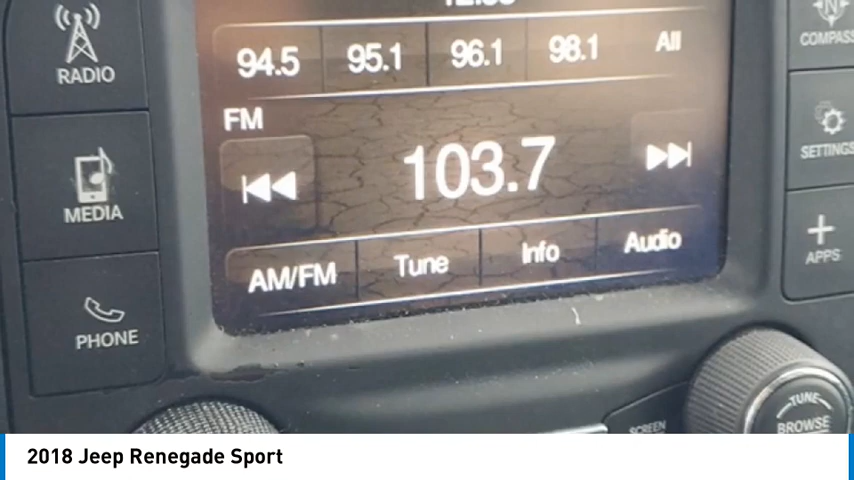 94.5 95.1 96.1 98.1 All
FM
103.7
AM/FM Tune Info Audio
RADIO
MEDIA
PHONE
COMPASS
SETTINGS
APPS
TUNE
BROWSE
SCREEN
2018 Jeep Renegade Sport